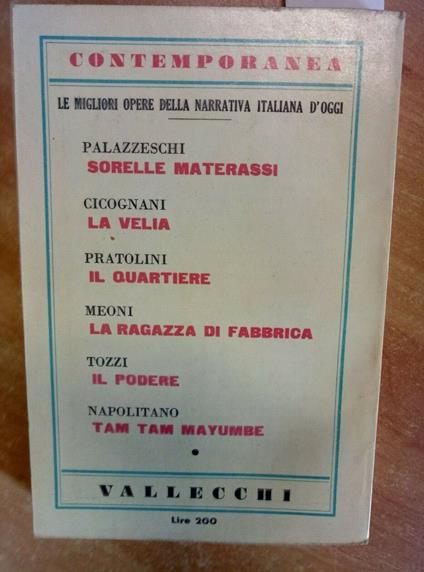 CONTEMPORANEA
LE MIGLIORI OPERE DELLA NARRATIVA ITALIANA D'OGGI
PALAZZESCHI
SORELLE MATERASSI
CICOGNANI
LA VELIA
PRATOLINI
IL QUARTIERE
MEONI
LA RAGAZZA DI FABBRICA
TOZZI
IL PODERE
NAPOLITANO
TAM TAM MAYUMBE
VALLECCHI
Lire 200